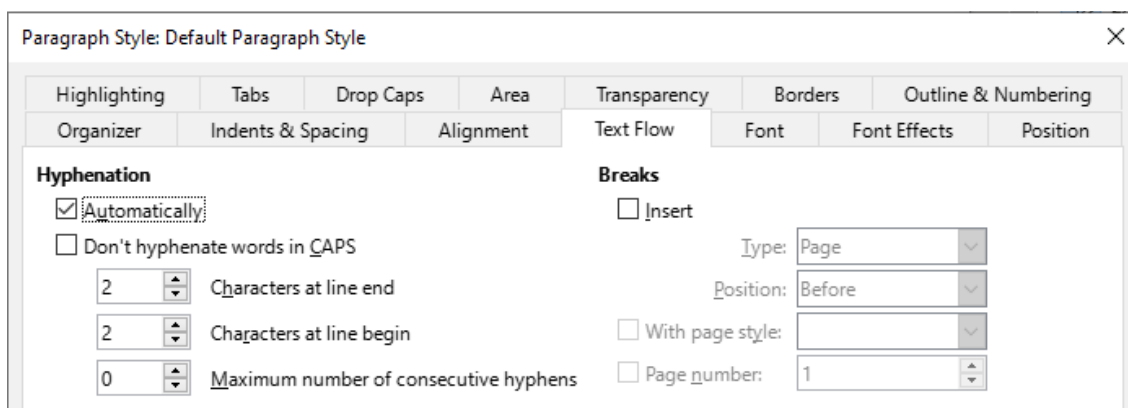 Paragraph Style: Default Paragraph Style
Highlighting Tabs Drop Caps Area Transparency Borders Outline & Numbering
Organizer Indents & Spacing Alignment Text Flow Font Font Effects Position
Hyphenation
Automatically
Don't hyphenate words in CAPS
2 Characters at line end
2 Characters at line begin
0 Maximum number of consecutive hyphens
Breaks
Insert
Type: Page
Position: Before
With page style:
Page number: 1